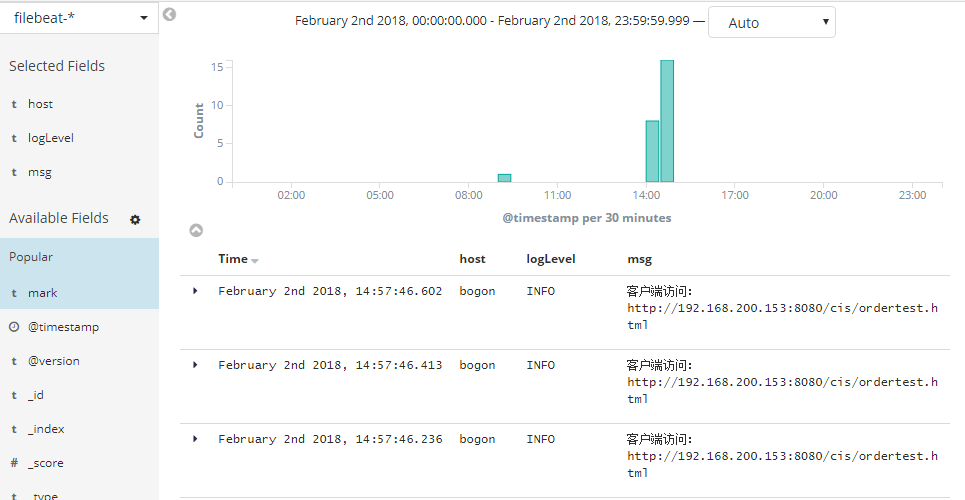 filebeat-*
Selected Fields
t host
t logLevel
t msg
Available Fields
Popular
t mark
@timestamp
t @version
t _id
t _index
# _score
t _type
February 2nd 2018, 00:00:00.000 - February 2nd 2018, 23:59:59.999 — Auto
Count
15
10
5
0
02:00 05:00 08:00 11:00 14:00 17:00 20:00 23:00
@timestamp per 30 minutes
Time host logLevel msg
February 2nd 2018, 14:57:46.602 bogon INFO 客户端访问:
http://192.168.200.153:8080/cis/ordertest.h
tml
February 2nd 2018, 14:57:46.413 bogon INFO 客户端访问:
http://192.168.200.153:8080/cis/ordertest.h
tml
February 2nd 2018, 14:57:46.236 bogon INFO 客户端访问:
http://192.168.200.153:8080/cis/ordertest.h
tml